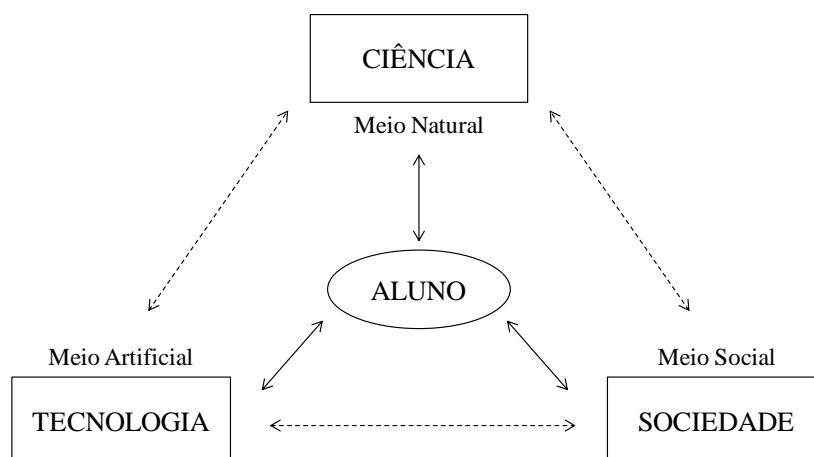 CIÊNCIA
Meio Natural
ALUNO
Meio Artificial
Meio Social
TECNOLOGIA
SOCIEDADE